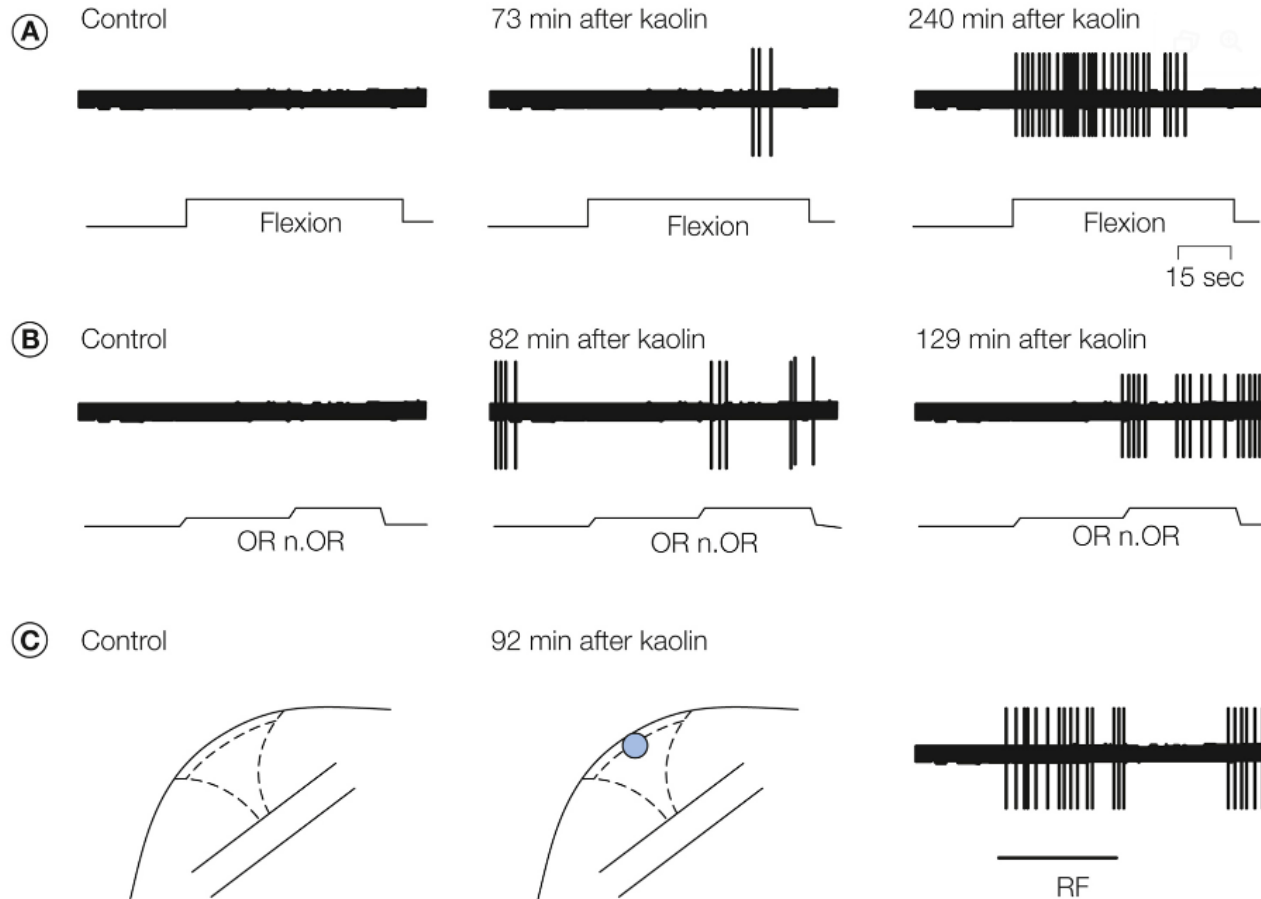 A
Control
73 min after kaolin
240 min after kaolin
Flexion
Flexion
Flexion
15 sec
B
Control
82 min after kaolin
129 min after kaolin
OR n.OR
OR n.OR
OR n.OR
C
Control
92 min after kaolin
RF